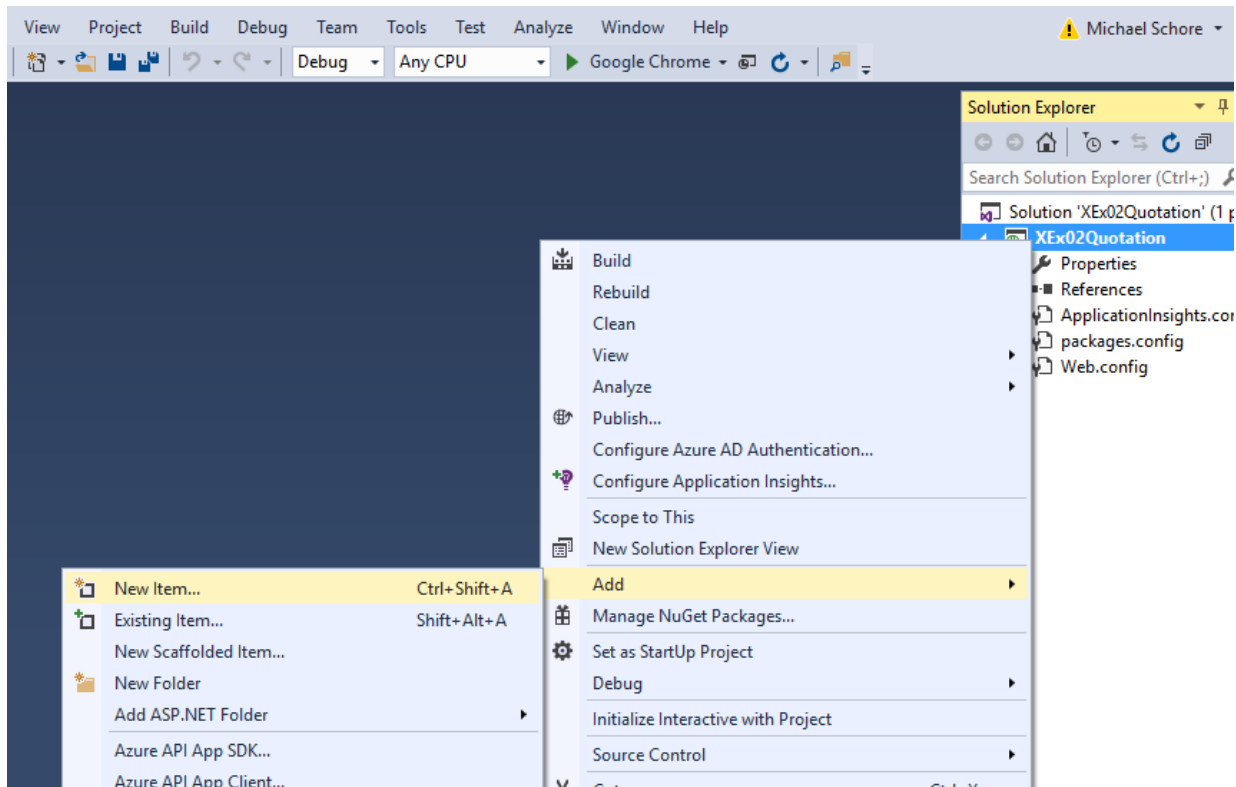 View Project Build Debug Team Tools Test Analyze Window Help Michael Schore
Debug Any CPU Google Chrome
Solution Explorer
Search Solution Explorer (Ctrl+;)
Solution 'XEx02Quotation' (1 p
XEx02Quotation
Properties
References
ApplicationInsights.con
packages.config
Web.config
Build
Rebuild
Clean
View
Analyze
Publish...
Configure Azure AD Authentication...
Configure Application Insights...
Scope to This
New Solution Explorer View
Add
Manage NuGet Packages...
Set as StartUp Project
Debug
Initialize Interactive with Project
Source Control
New Item... Ctrl+Shift+A
Existing Item... Shift+Alt+A
New Scaffolded Item...
New Folder
Add ASP.NET Folder
Azure API App SDK...
Azure API App Client...